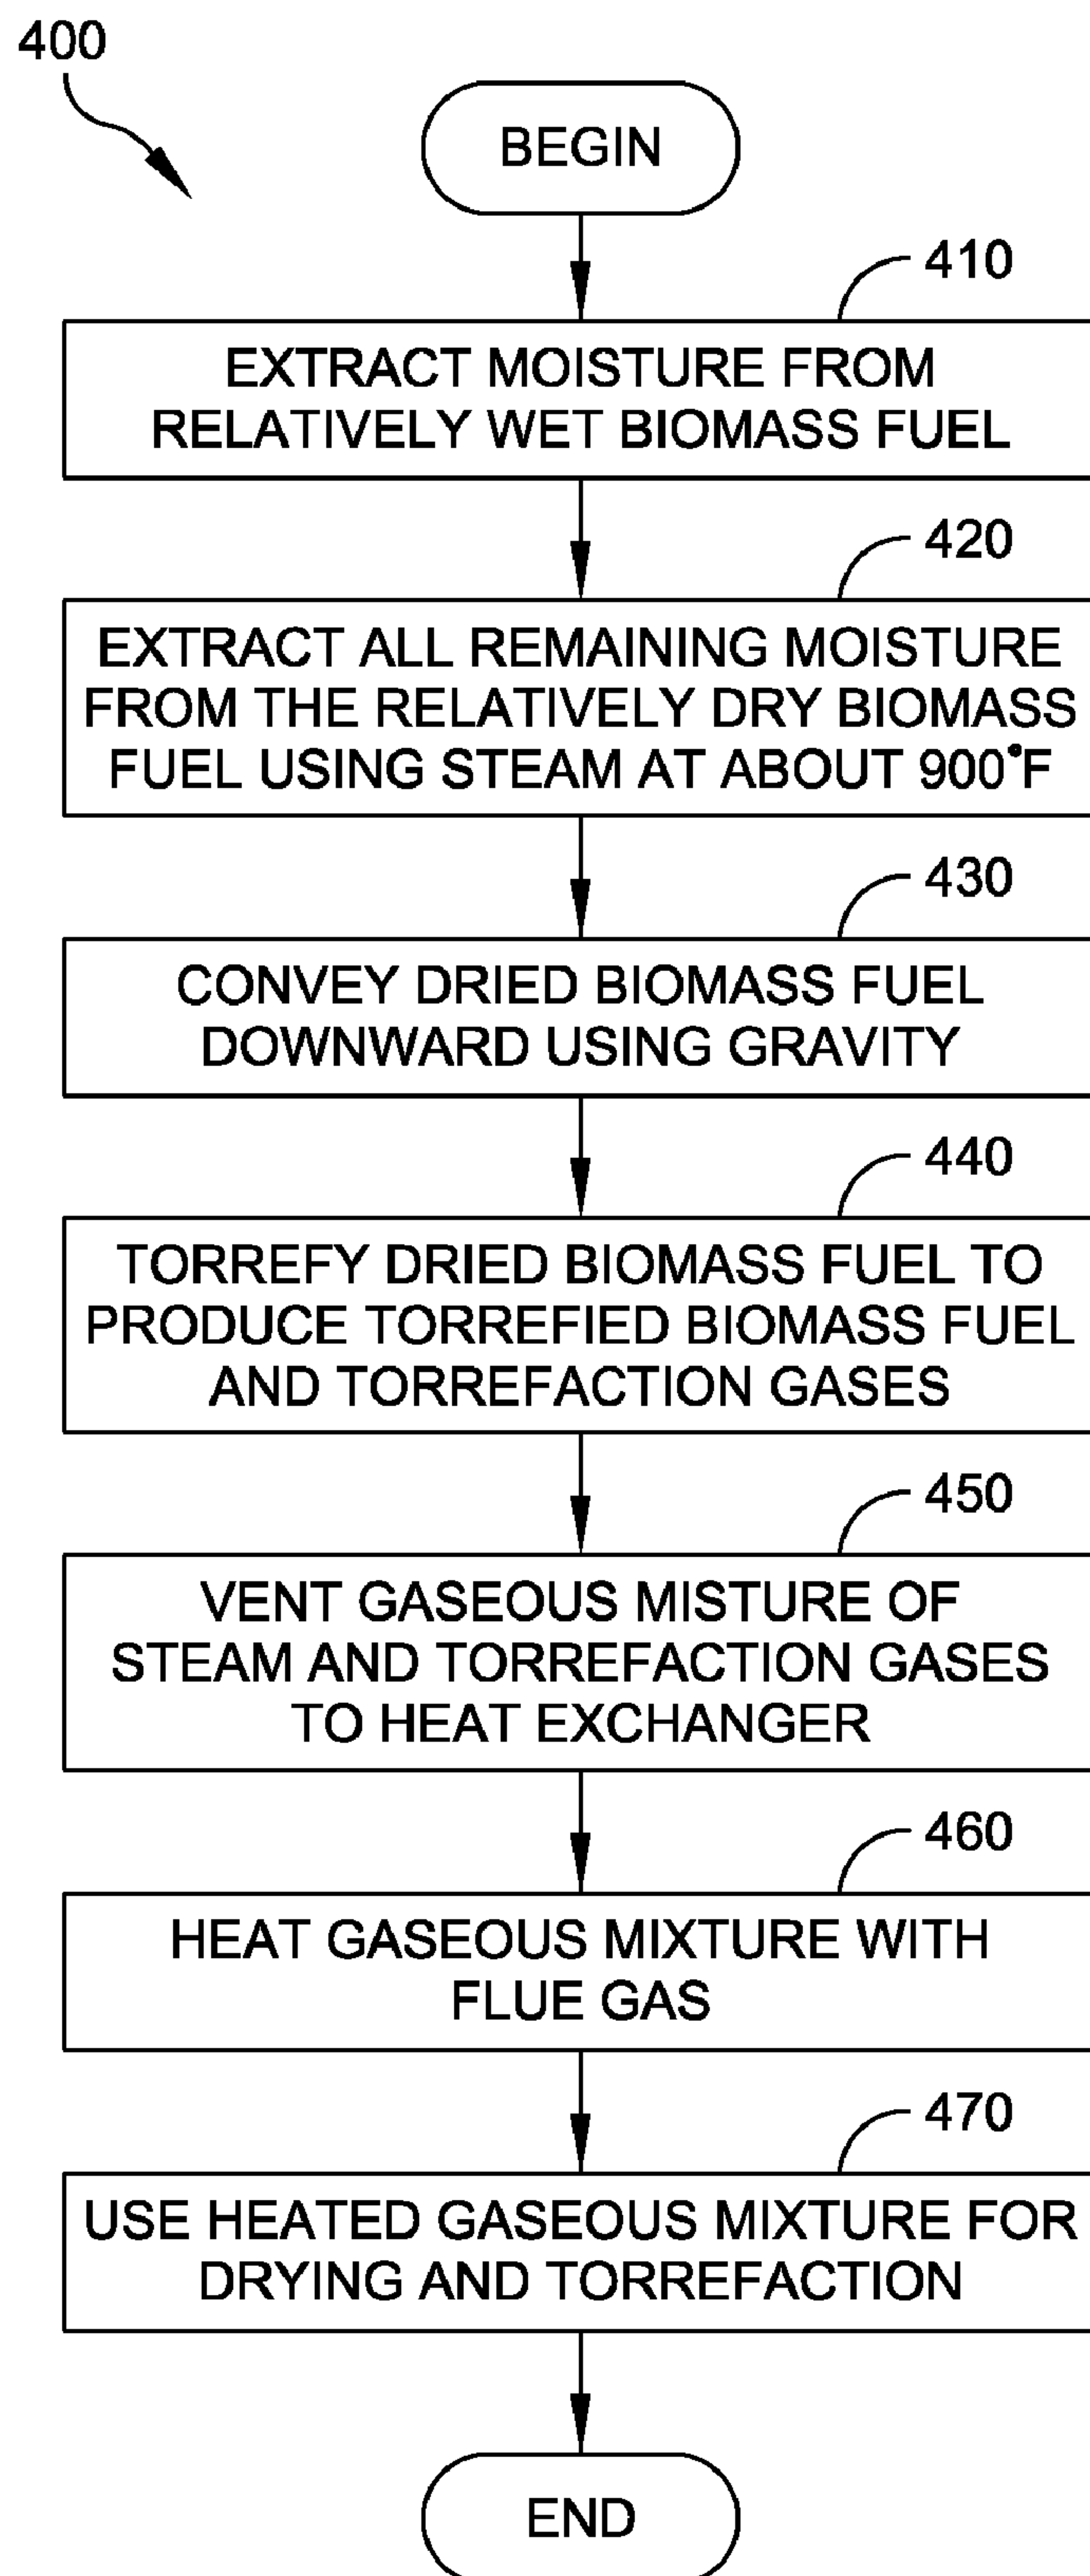 400
BEGIN
410
EXTRACT MOISTURE FROM
RELATIVELY WET BIOMASS FUEL
420
EXTRACT ALL REMAINING MOISTURE
FROM THE RELATIVELY DRY BIOMASS
FUEL USING STEAM AT ABOUT 900°F
430
CONVEY DRIED BIOMASS FUEL
DOWNWARD USING GRAVITY
440
TORREFY DRIED BIOMASS FUEL TO
PRODUCE TORREFIED BIOMASS FUEL
AND TORREFACTION GASES
450
VENT GASEOUS MISTURE OF
STEAM AND TORREFACTION GASES
TO HEAT EXCHANGER
460
HEAT GASEOUS MIXTURE WITH
FLUE GAS
470
USE HEATED GASEOUS MIXTURE FOR
DRYING AND TORREFACTION
END